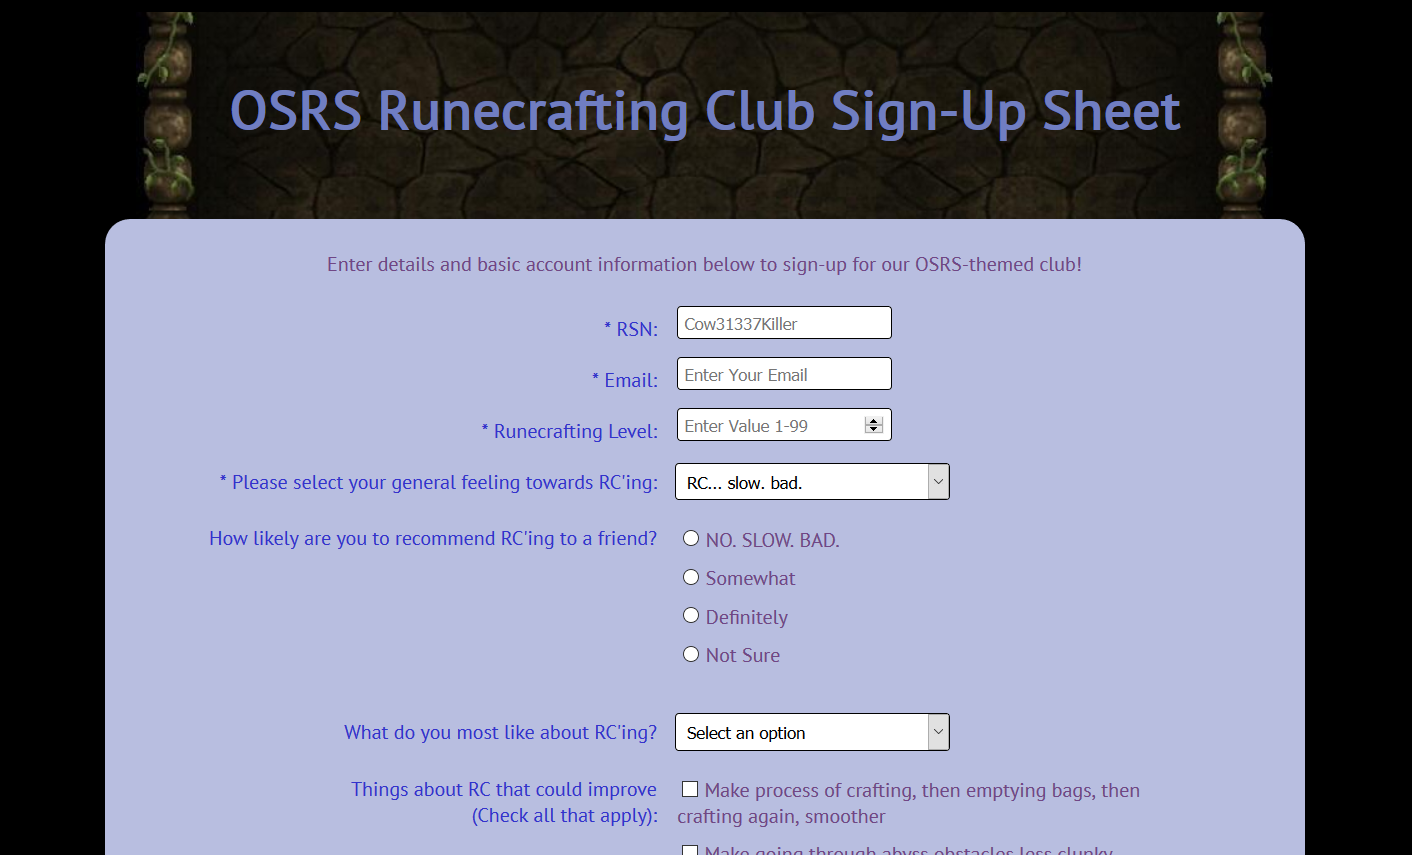 OSRS Runecrafting Club Sign-Up Sheet
Enter details and basic account information below to sign-up for our OSRS-themed club!
* RSN:
Cow31337Killer
* Email:
Enter Your Email
* Runecrafting Level:
Enter Value 1-99
* Please select your general feeling towards RC'ing:
RC... slow. bad.
How likely are you to recommend RC'ing to a friend?
NO. SLOW. BAD.
Somewhat
Definitely
Not Sure
What do you most like about RC'ing?
Select an option
Things about RC that could improve
(Check all that apply):
Make process of crafting, then emptying bags, then
crafting again, smoother
Make going through abyss obstacles less clunky